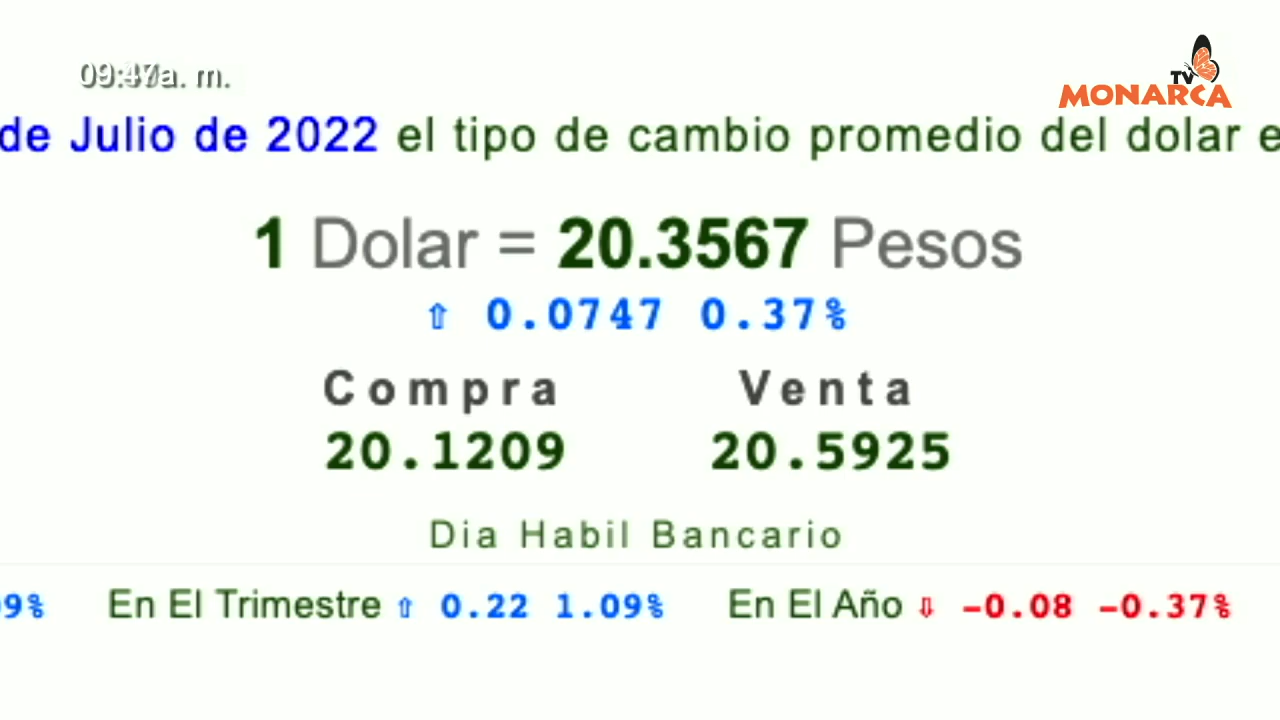 a. m.
TV
MONARCA
de Julio de 2022 el tipo de cambio promedio del dolar e
1 Dolar = 20.3567 Pesos
⇧ 0.0747 0.37%
Compra Venta
20.1209 20.5925
Dia Habil Bancario
9% En El Trimestre ⇧ 0.22 1.09% En El Año ⇩ -0.08 -0.37%